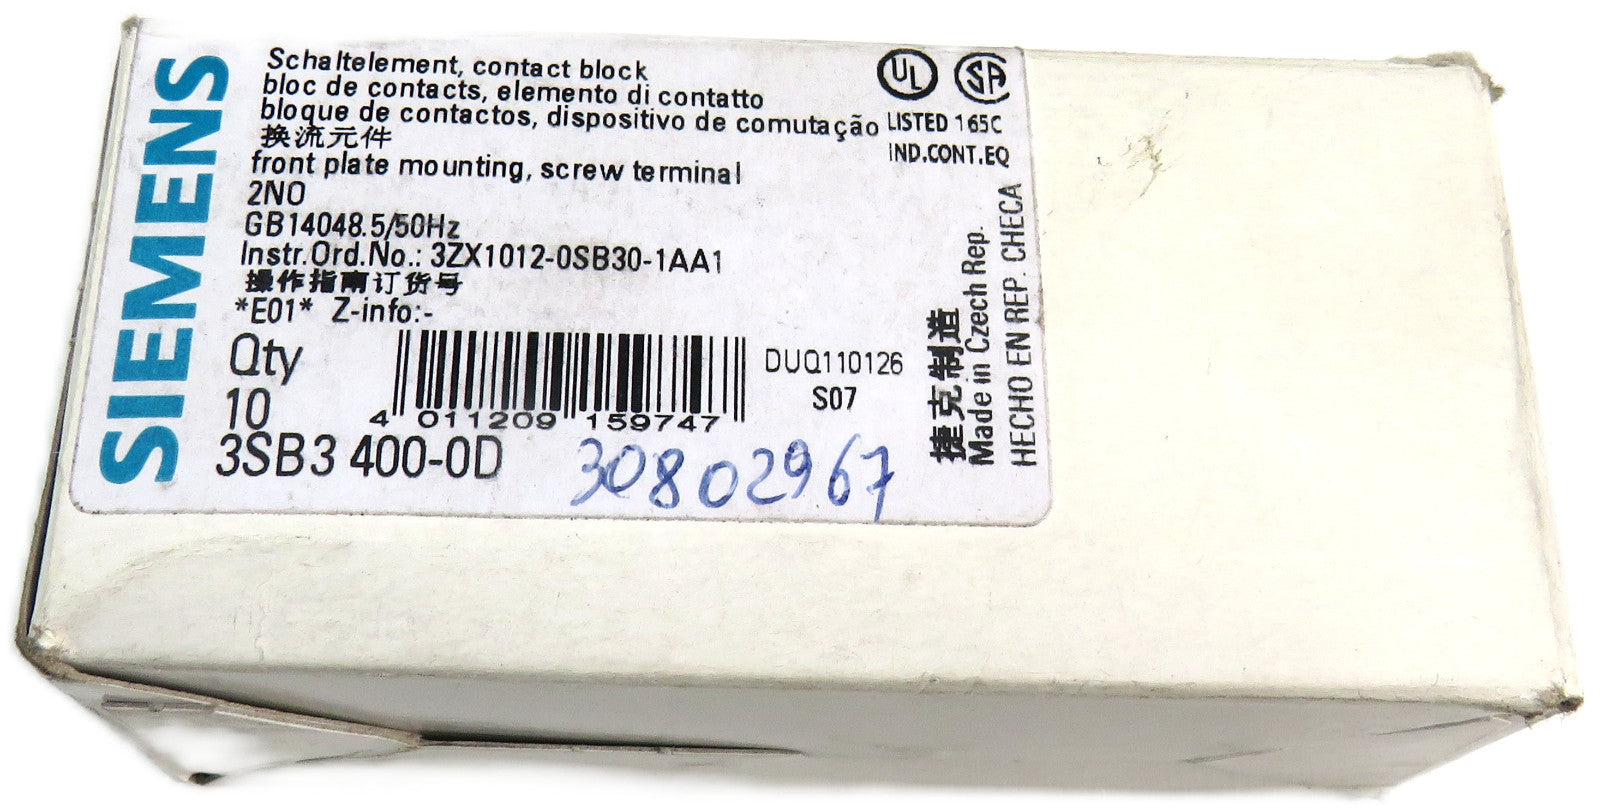 SIEMENS
Schaltelement, contact block
bloc de contacts, elemento di contatto
bloque de contactos, dispositivo de comutação
换流元件
front plate mounting, screw terminal
2NO
GB14048.5/50Hz
Instr.Ord.No.: 3ZX1012-0SB30-1AA1
操作指南订货号
*E01* Z-info:-
Qty
10
4 011209 159747
DUQ110126
S07
3SB3 400-0D
30802967
UL
SA
LISTED 165C
IND.CONT.EQ
捷克制造
Made in Czech Rep.
HECHO EN REP. CHECA